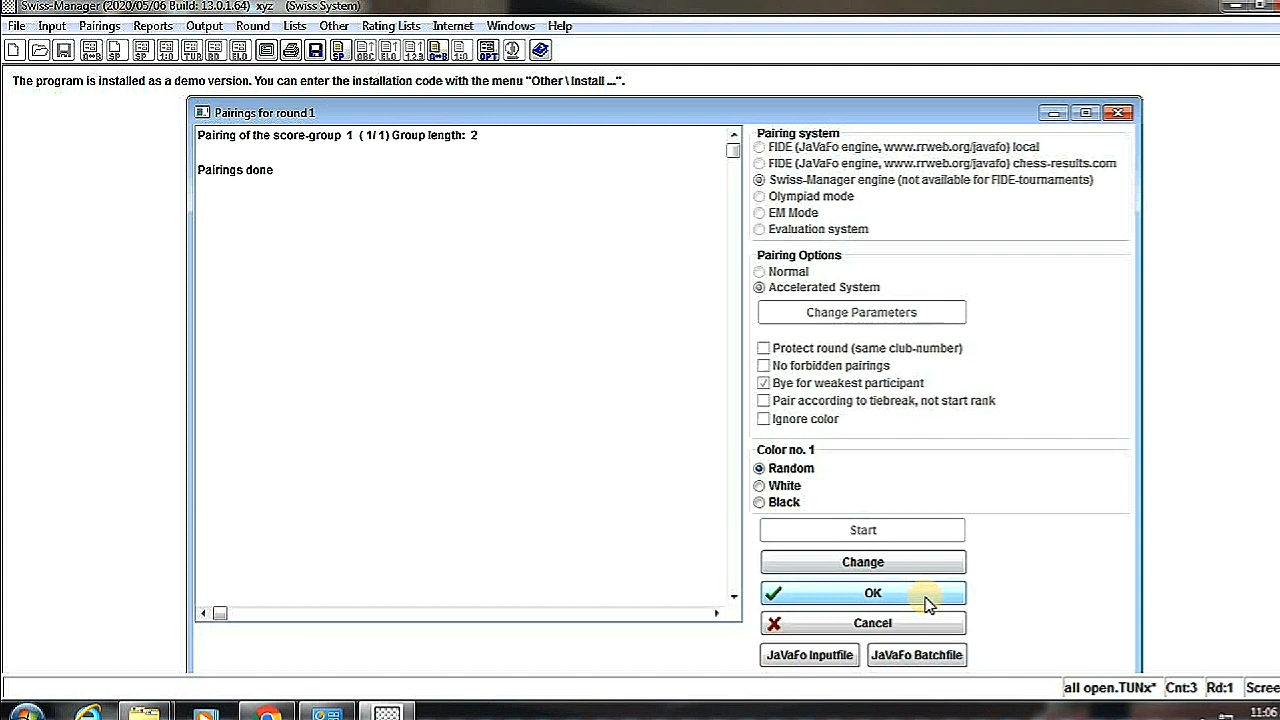 Swiss-Manager (2020/05/06 Build: 13.0.1.64) xyz (Swiss System)
File Input Pairings Reports Output Round Lists Other Rating Lists Internet Windows Help
The program is installed as a demo version. You can enter the installation code with the menu "Other \ Install ...".
Pairings for round 1
Pairing of the score-group 1 ( 1/ 1) Group length: 2
Pairings done
Pairing system
FIDE (JaVaFo engine, www.rrweb.org/javafo) local
FIDE (JaVaFo engine, www.rrweb.org/javafo) chess-results.com
Swiss-Manager engine (not available for FIDE-tournaments)
Olympiad mode
EM Mode
Evaluation system
Pairing Options
Normal
Accelerated System
Change Parameters
Protect round (same club-number)
No forbidden pairings
Bye for weakest participant
Pair according to tiebreak, not start rank
Ignore color
Color no. 1
Random
White
Black
Start
Change
OK
Cancel
JaVaFo Inputfile JaVaFo Batchfile
all open.TUNx* Cnt:3 Rd:1 Scree
11:06